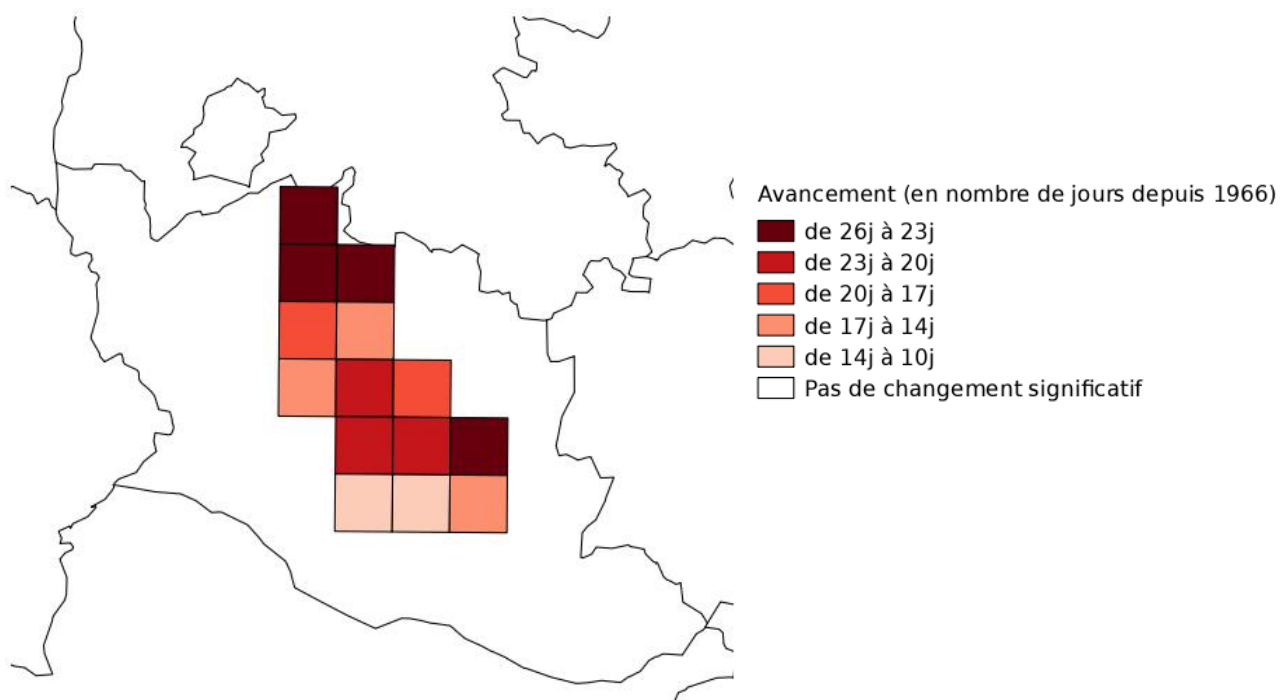 Avancement (en nombre de jours depuis 1966)
de 26j à 23j
de 23j à 20j
de 20j à 17j
de 17j à 14j
de 14j à 10j
Pas de changement significatif